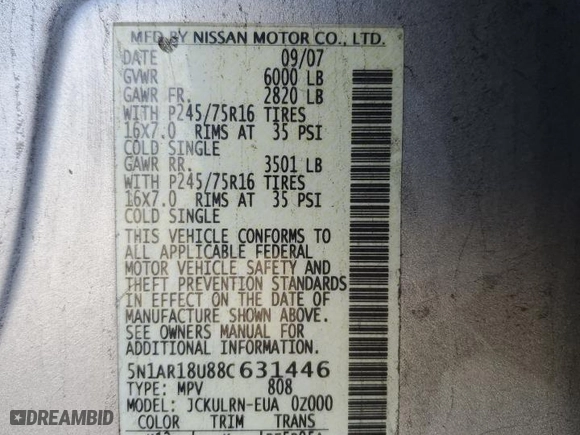 MFD BY NISSAN MOTOR CO., LTD.
DATE 09/07
GVWR 6000 LB
GAWR FR. 2820 LB
WITH P245/75R16 TIRES
16X7.0 RIMS AT 35 PSI
COLD SINGLE
GAWR RR. 3501 LB
WITH P245/75R16 TIRES
16X7.0 RIMS AT 35 PSI
COLD SINGLE
THIS VEHICLE CONFORMS TO
ALL APPLICABLE FEDERAL
MOTOR VEHICLE SAFETY AND
THEFT PREVENTION STANDARDS
IN EFFECT ON THE DATE OF
MANUFACTURE SHOWN ABOVE.
SEE OWNERS MANUAL FOR
ADDITIONAL INFORMATION.
5N1AR18U88C631446
TYPE: MPV 808
MODEL: JCKULRN-EUA 0Z000
COLOR TRIM TRANS
DREAMBID